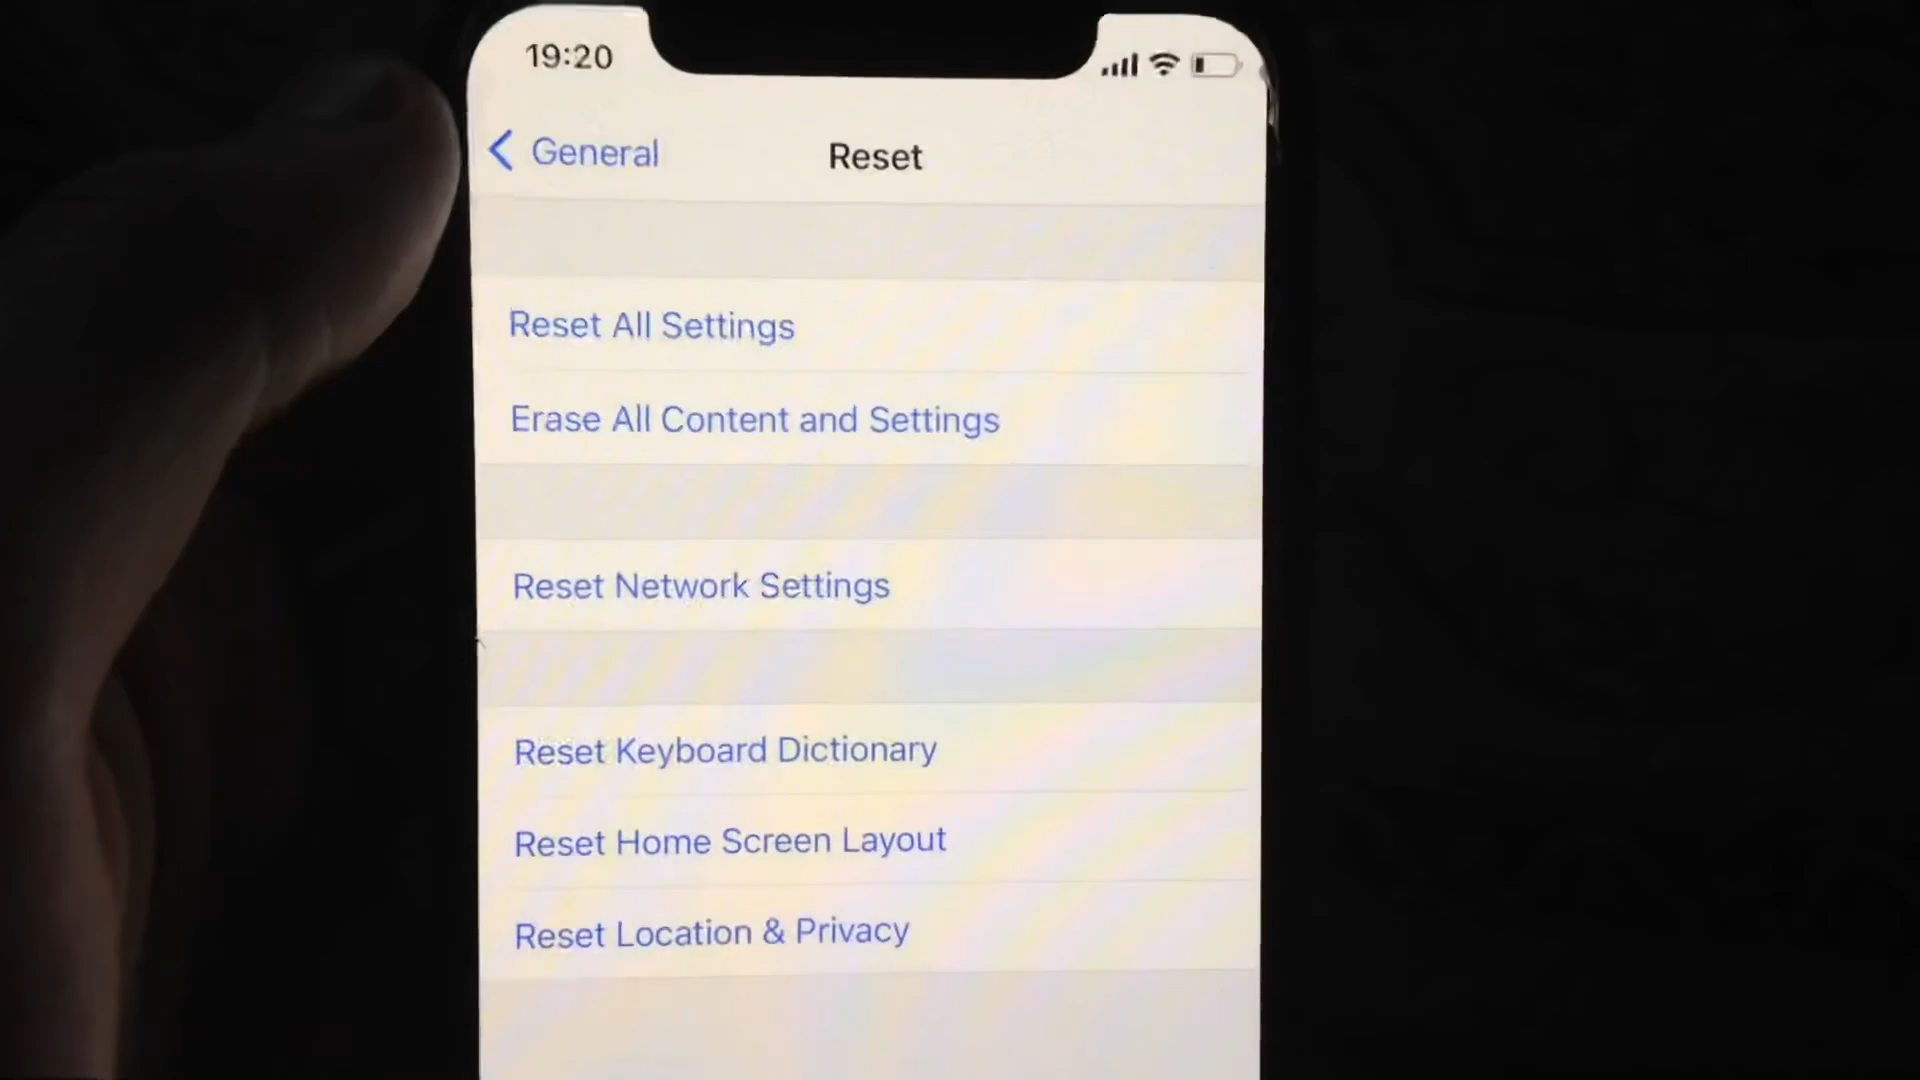 19:20
General
Reset
Reset All Settings
Erase All Content and Settings
Reset Network Settings
Reset Keyboard Dictionary
Reset Home Screen Layout
Reset Location & Privacy